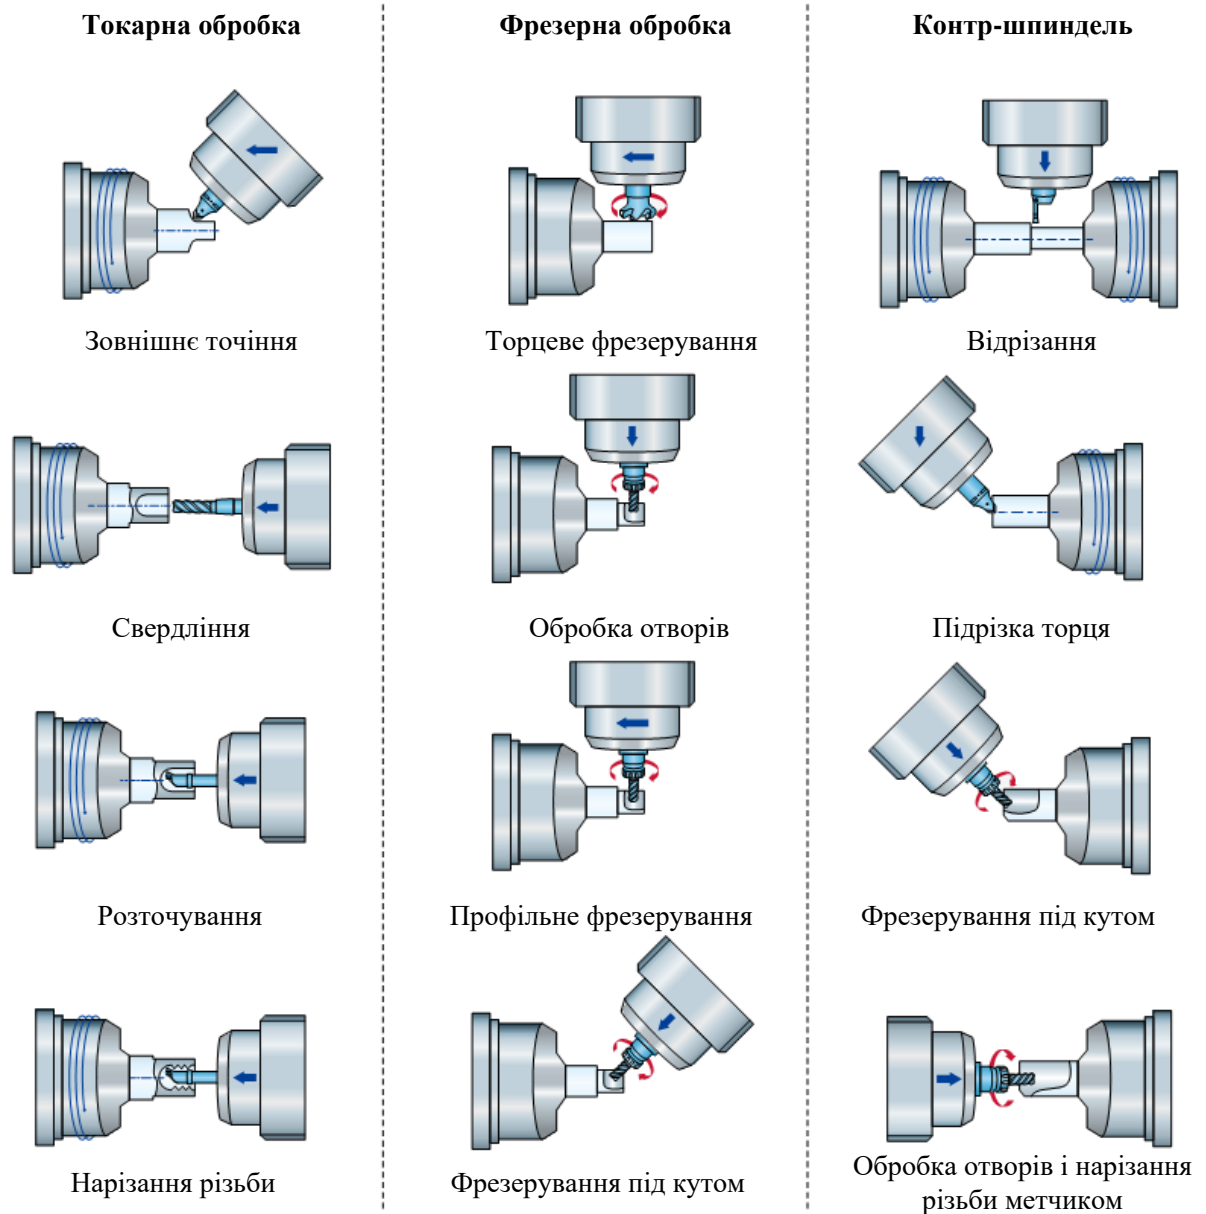 Токарна обробка
Фрезерна обробка
Контр-шпиндель
Зовнішнє точіння
Торцеве фрезерування
Відрізання
Свердління
Обробка отворів
Підрізка торця
Розточування
Профільне фрезерування
Фрезерування під кутом
Нарізання різьби
Фрезерування під кутом
Обробка отворів і нарізання
різьби метчиком